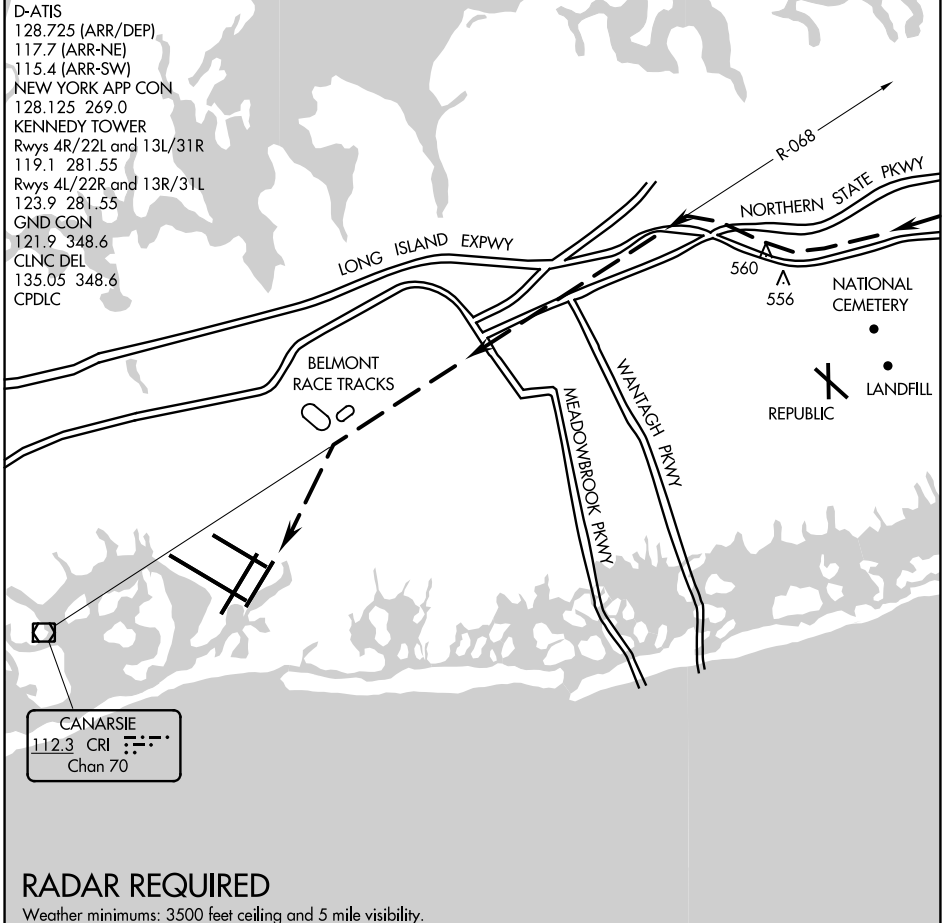 D-ATIS
128.725 (ARR/DEP)
117.7 (ARR-NE)
115.4 (ARR-SW)
NEW YORK APP CON
128.125 269.0
KENNEDY TOWER
Rwys 4R/22L and 13L/31R
119.1 281.55
Rwys 4L/22R and 13R/31L
123.9 281.55
GND CON
121.9 348.6
CLNC DEL
135.05 348.6
CPDLC
R-068
NORTHERN STATE PKWY
LONG ISLAND EXPWY
560
556
NATIONAL
CEMETERY
LANDFILL
REPUBLIC
BELMONT
RACE TRACKS
WANTAGH PKWY
MEADOWBROOK PKWY
CANARSIE
112.3 CRI
Chan 70
RADAR REQUIRED
Weather minimums: 3500 feet ceiling and 5 mile visibility.